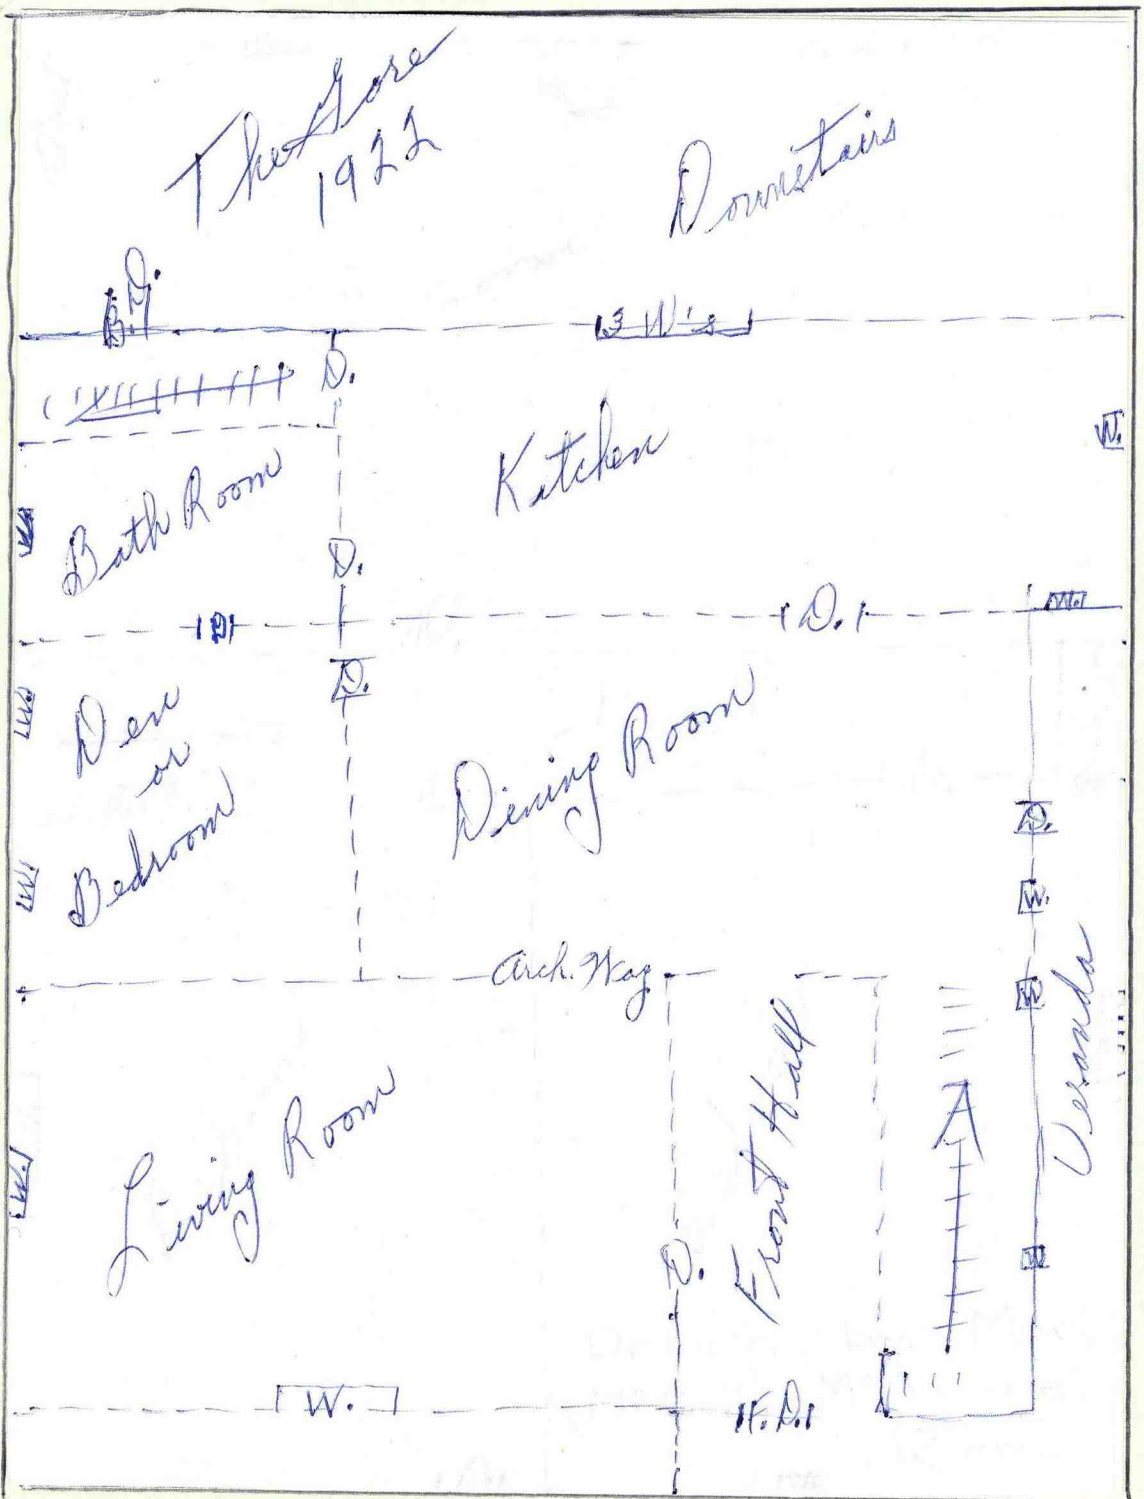 The Gore
1922
Downstairs
B.D.
3 W's
D.
Kitchen
W.
Bath Room
W
D.
D
D.
W.
Den
or
Bedroom
D.
W
W
Dining Room
D.
W.
Arch. Way
W
Veranda
Front Hall
Living Room
W.
D.
W
W.
F.D.